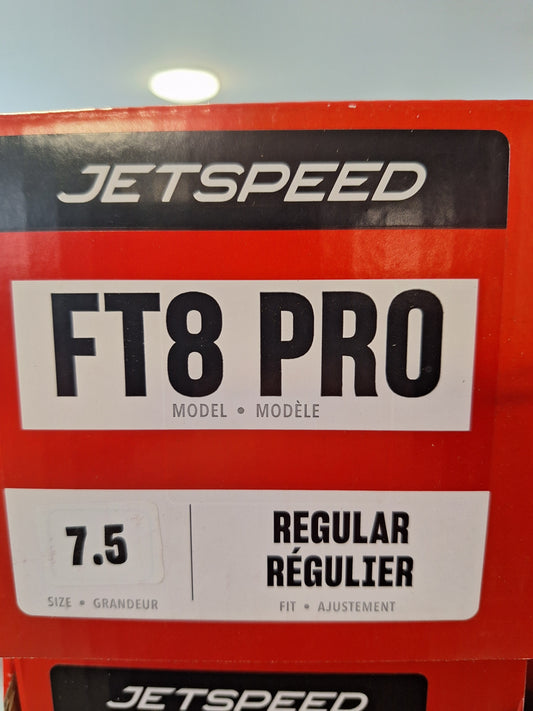 JETSPEED
FT8 PRO
MODEL • MODÈLE
7.5
SIZE • GRANDEUR
REGULAR
RÉGULIER
FIT • AJUSTEMENT
JETSPEED